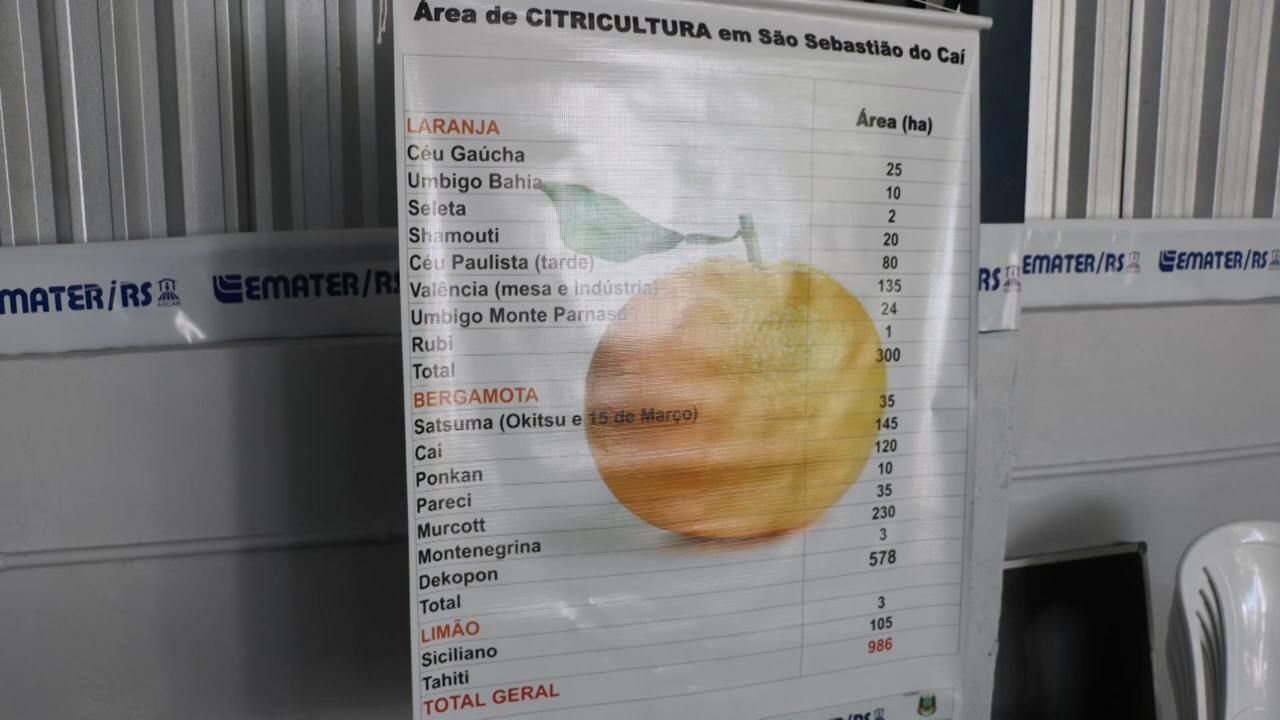 Área de CITRICULTURA em São Sebastião do Caí
Área (ha)
LARANJA
Céu Gaúcha 25
Umbigo Bahia 10
Seleta 2
Shamouti 20
Céu Paulista (tarde) 80
Valência (mesa e indústria) 135
Umbigo Monte Parnaso 24
Rubi 1
Total 300
BERGAMOTA
Satsuma (Okitsu e 15 de Março) 35
Caí 145
Ponkan 120
Pareci 10
Murcott 35
Montenegrina 230
Dekopon 3
Total 578
LIMÃO
Siciliano 3
Tahiti 105
TOTAL GERAL 986
MATER/RS
EMATER/RS
RS
EMATER/RS
EMATER/RS